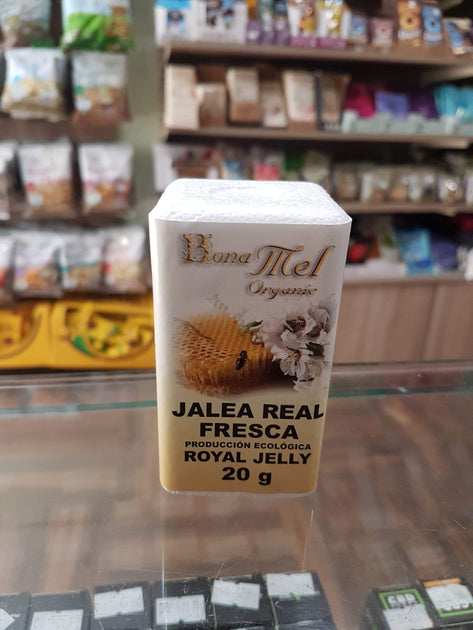 Bona Mel
Organic
JALEA REAL
FRESCA
PRODUCCIÓN ECOLÓGICA
ROYAL JELLY
20 g